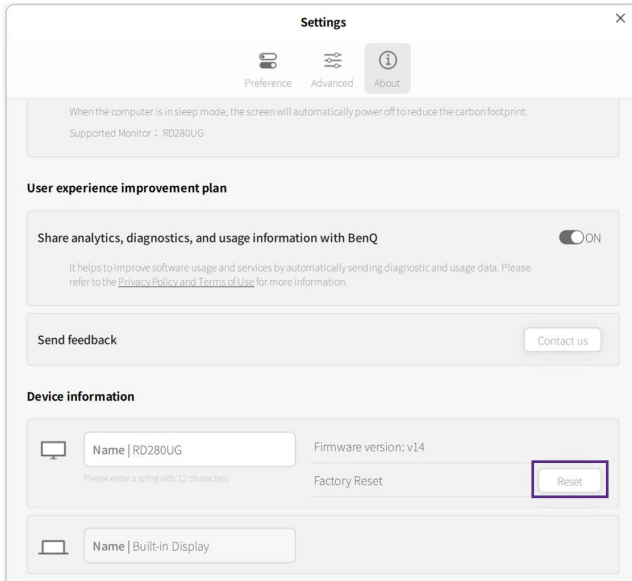 Settings
Preference
Advanced
About
When the computer is in sleep mode, the screen will automatically power off to reduce the carbon footprint.
Supported Monitor： RD280UG
User experience improvement plan
Share analytics, diagnostics, and usage information with BenQ
ON
It helps to improve software usage and services by automatically sending diagnostic and usage data. Please
refer to the Privacy Policy and Terms of Use for more information.
Send feedback
Contact us
Device information
Name | RD280UG
Please enter a string with 12 characters.
Firmware version: v14
Factory Reset
Reset
Name | Built-in Display